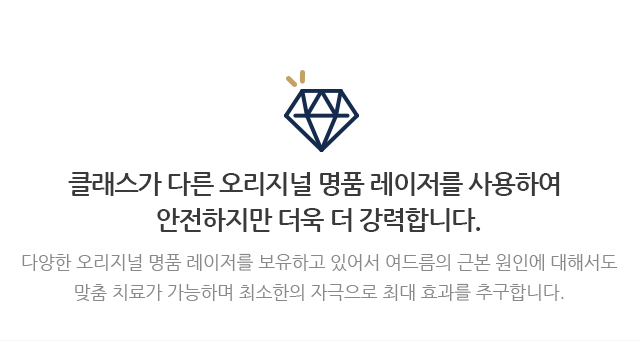 클래스가 다른 오리지널 명품 레이저를 사용하여
안전하지만 더욱 더 강력합니다.
다양한 오리지널 명품 레이저를 보유하고 있어서 여드름의 근본 원인에 대해서도
맞춤 치료가 가능하며 최소한의 자극으로 최대 효과를 추구합니다.